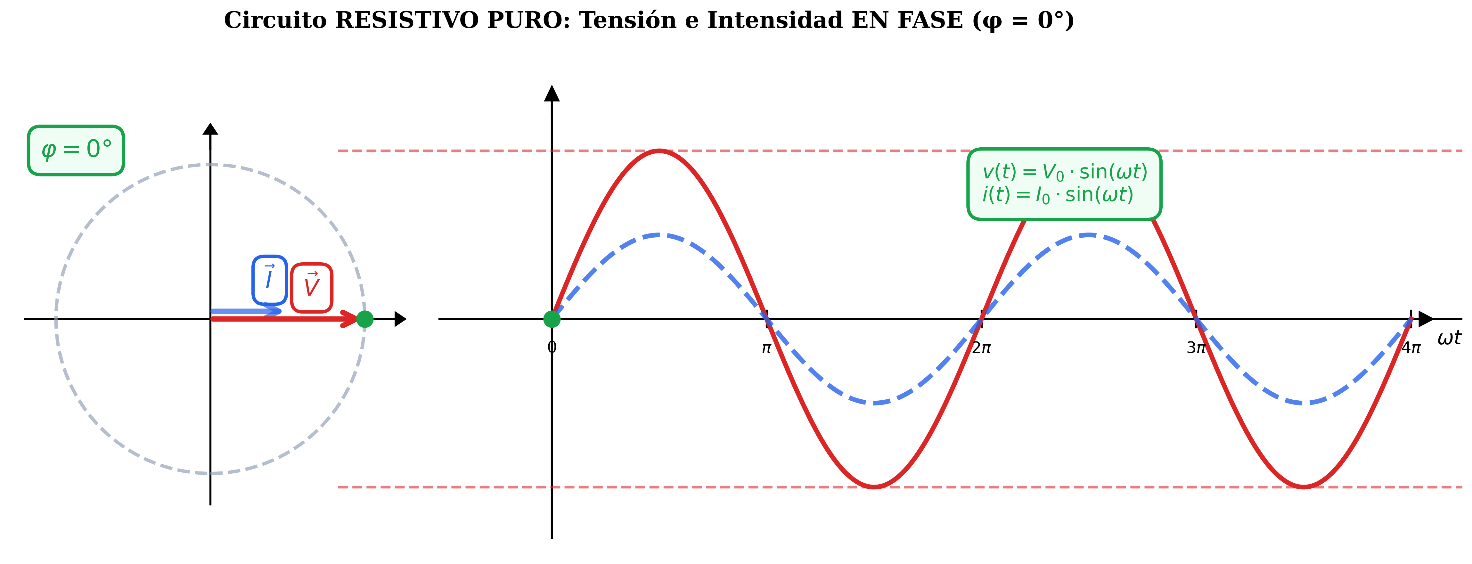 Circuito RESISTIVO PURO: Tensión e Intensidad EN FASE (φ = 0°)
φ = 0°
I⃗
V⃗
v(t) = V₀ · sin(ωt)
i(t) = I₀ · sin(ωt)
0
π
2π
3π
4π
ωt